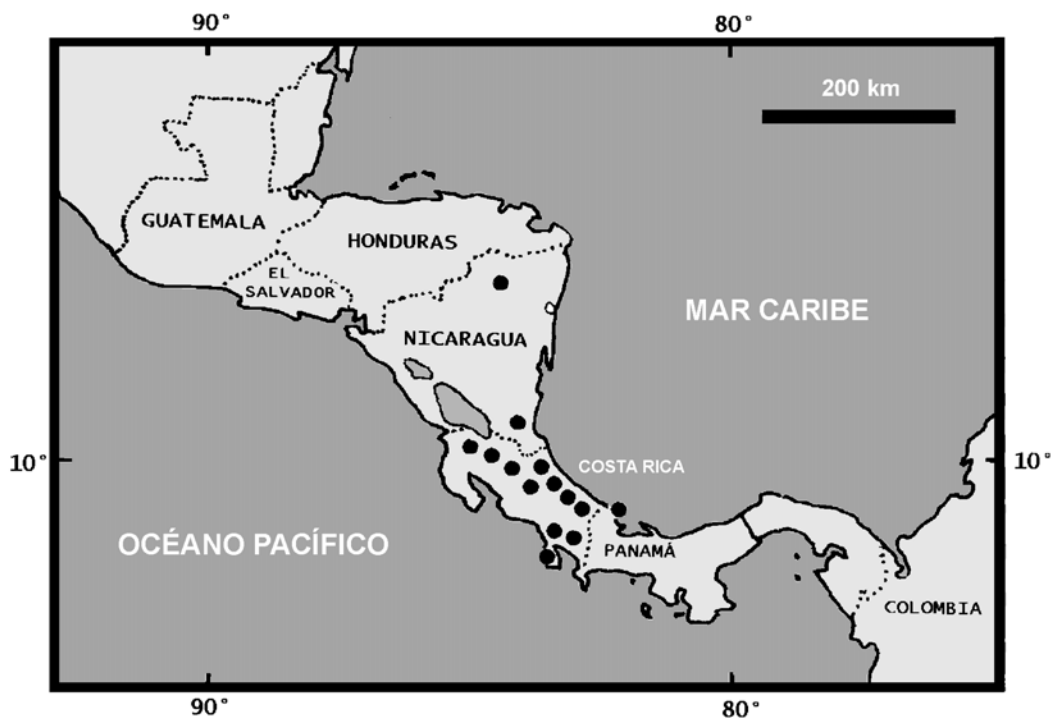 90°
80°
200 km
GUATEMALA
HONDURAS
EL
SALVADOR
MAR CARIBE
NICARAGUA
10°
COSTA RICA
10°
OCÉANO PACÍFICO
PANAMÁ
COLOMBIA
90°
80°